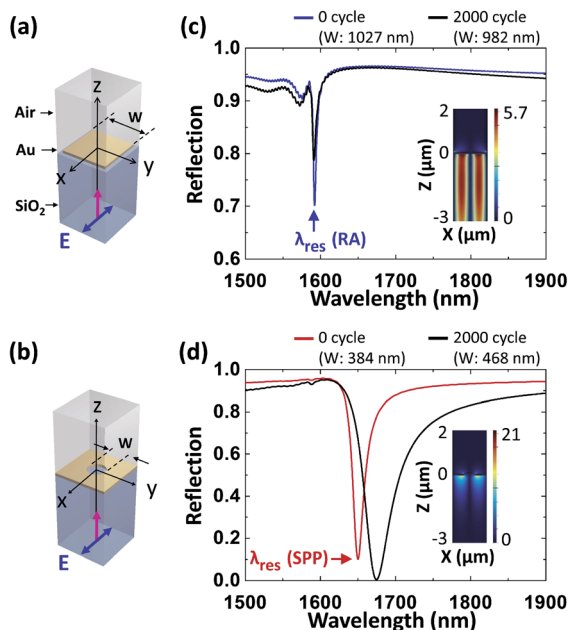 (a)
Z
W
Air
Au
X
y
SiO₂
E
(c)
0 cycle
(W: 1027 nm)
2000 cycle
(W: 982 nm)
1.0
0.9
0.8
0.7
0.6
Reflection
λres (RA)
2
Z (μm)
-3
X (μm)
5.7
0
1500 1600 1700 1800 1900
Wavelength (nm)
(b)
Z
W
X
y
E
(d)
0 cycle
(W: 384 nm)
2000 cycle
(W: 468 nm)
1.0
0.8
0.6
0.4
0.2
0.0
Reflection
λres (SPP)
2
Z (μm)
-3
X (μm)
21
0
1500 1600 1700 1800 1900
Wavelength (nm)